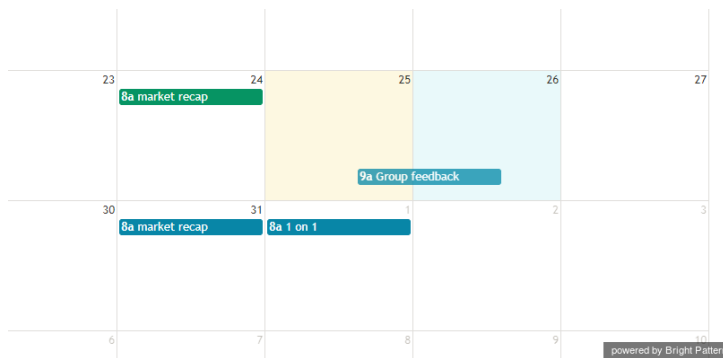 23 24 25 26 27
8a market recap
9a Group feedback
30 31 1 2 3
8a market recap 8a 1 on 1
6 7 8 9 10
powered by Bright Pattern